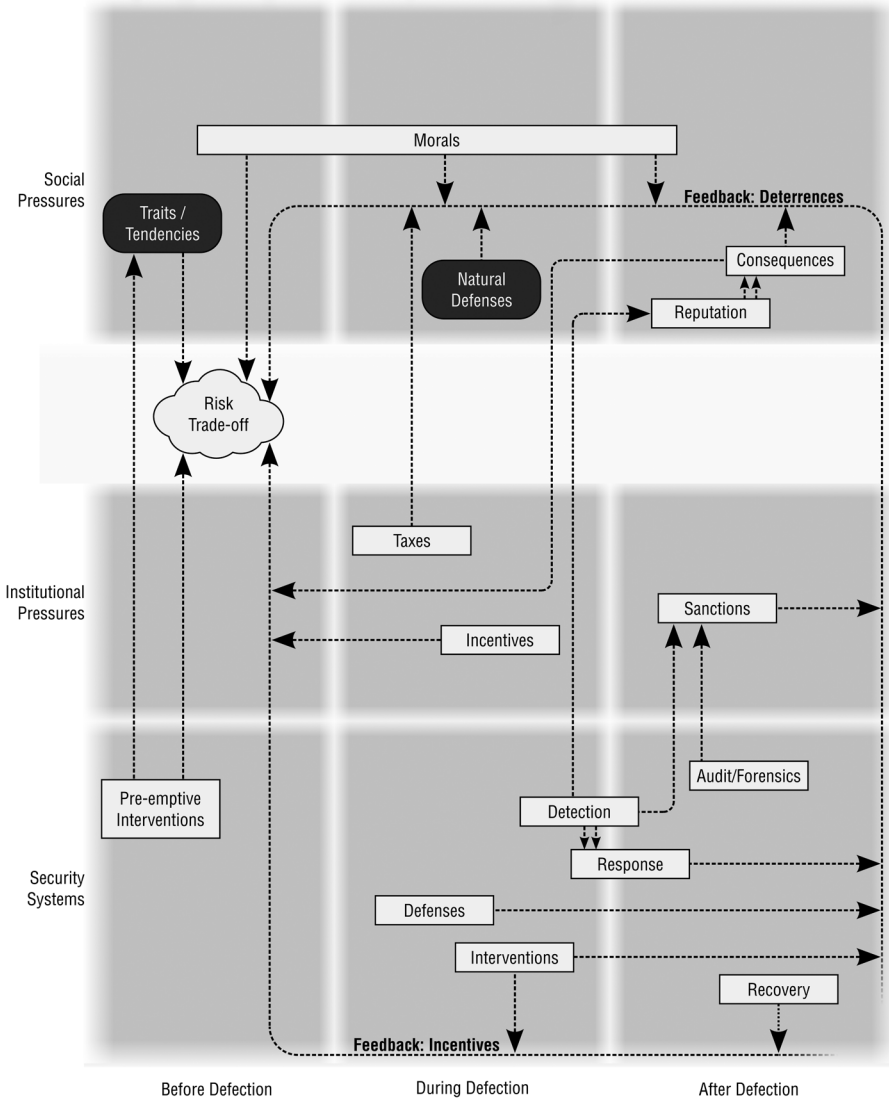 Morals
Social
Pressures
Traits /
Tendencies
Feedback: Deterrences
Natural
Defenses
Consequences
Reputation
Risk
Trade-off
Taxes
Institutional
Pressures
Sanctions
Incentives
Audit/Forensics
Pre-emptive
Interventions
Detection
Response
Security
Systems
Defenses
Interventions
Recovery
Feedback: Incentives
Before Defection
During Defection
After Defection